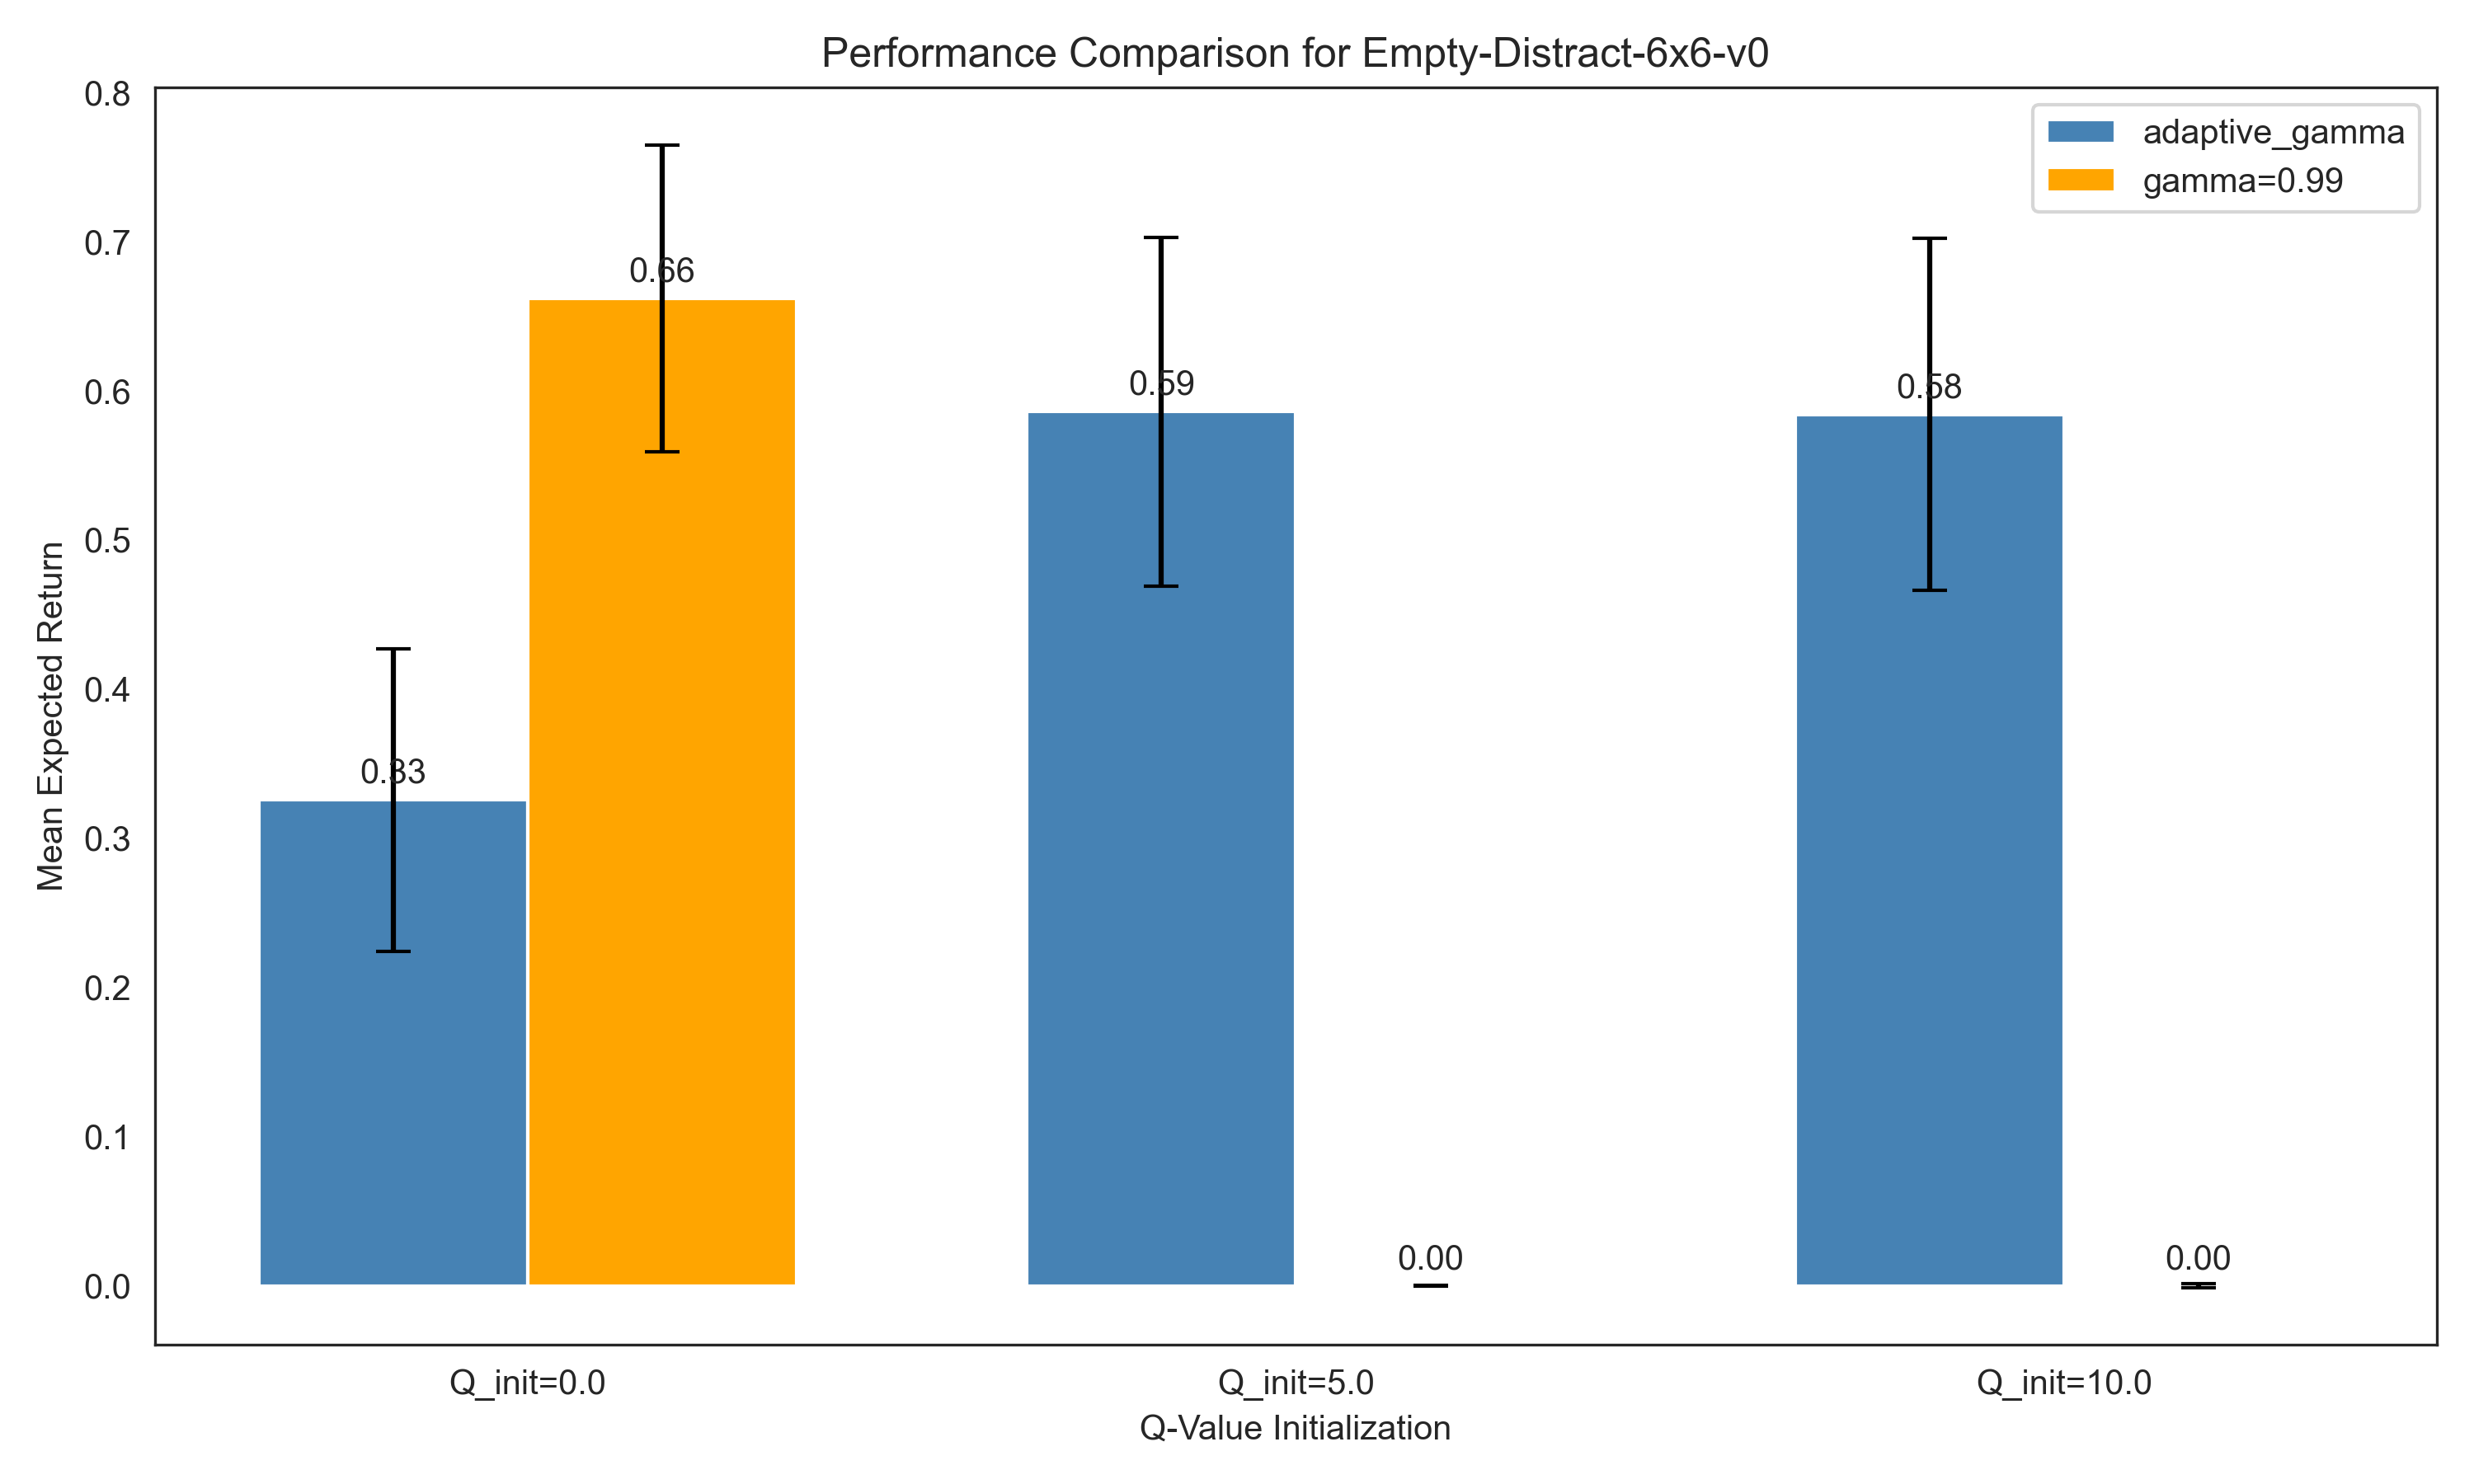 Performance Comparison for Empty-Distract-6x6-v0
adaptive_gamma
gamma=0.99
Mean Expected Return
0.8
0.7
0.6
0.5
0.4
0.3
0.2
0.1
0.0
0.33
0.66
0.59
0.00
0.58
0.00
Q_init=0.0
Q_init=5.0
Q_init=10.0
Q-Value Initialization